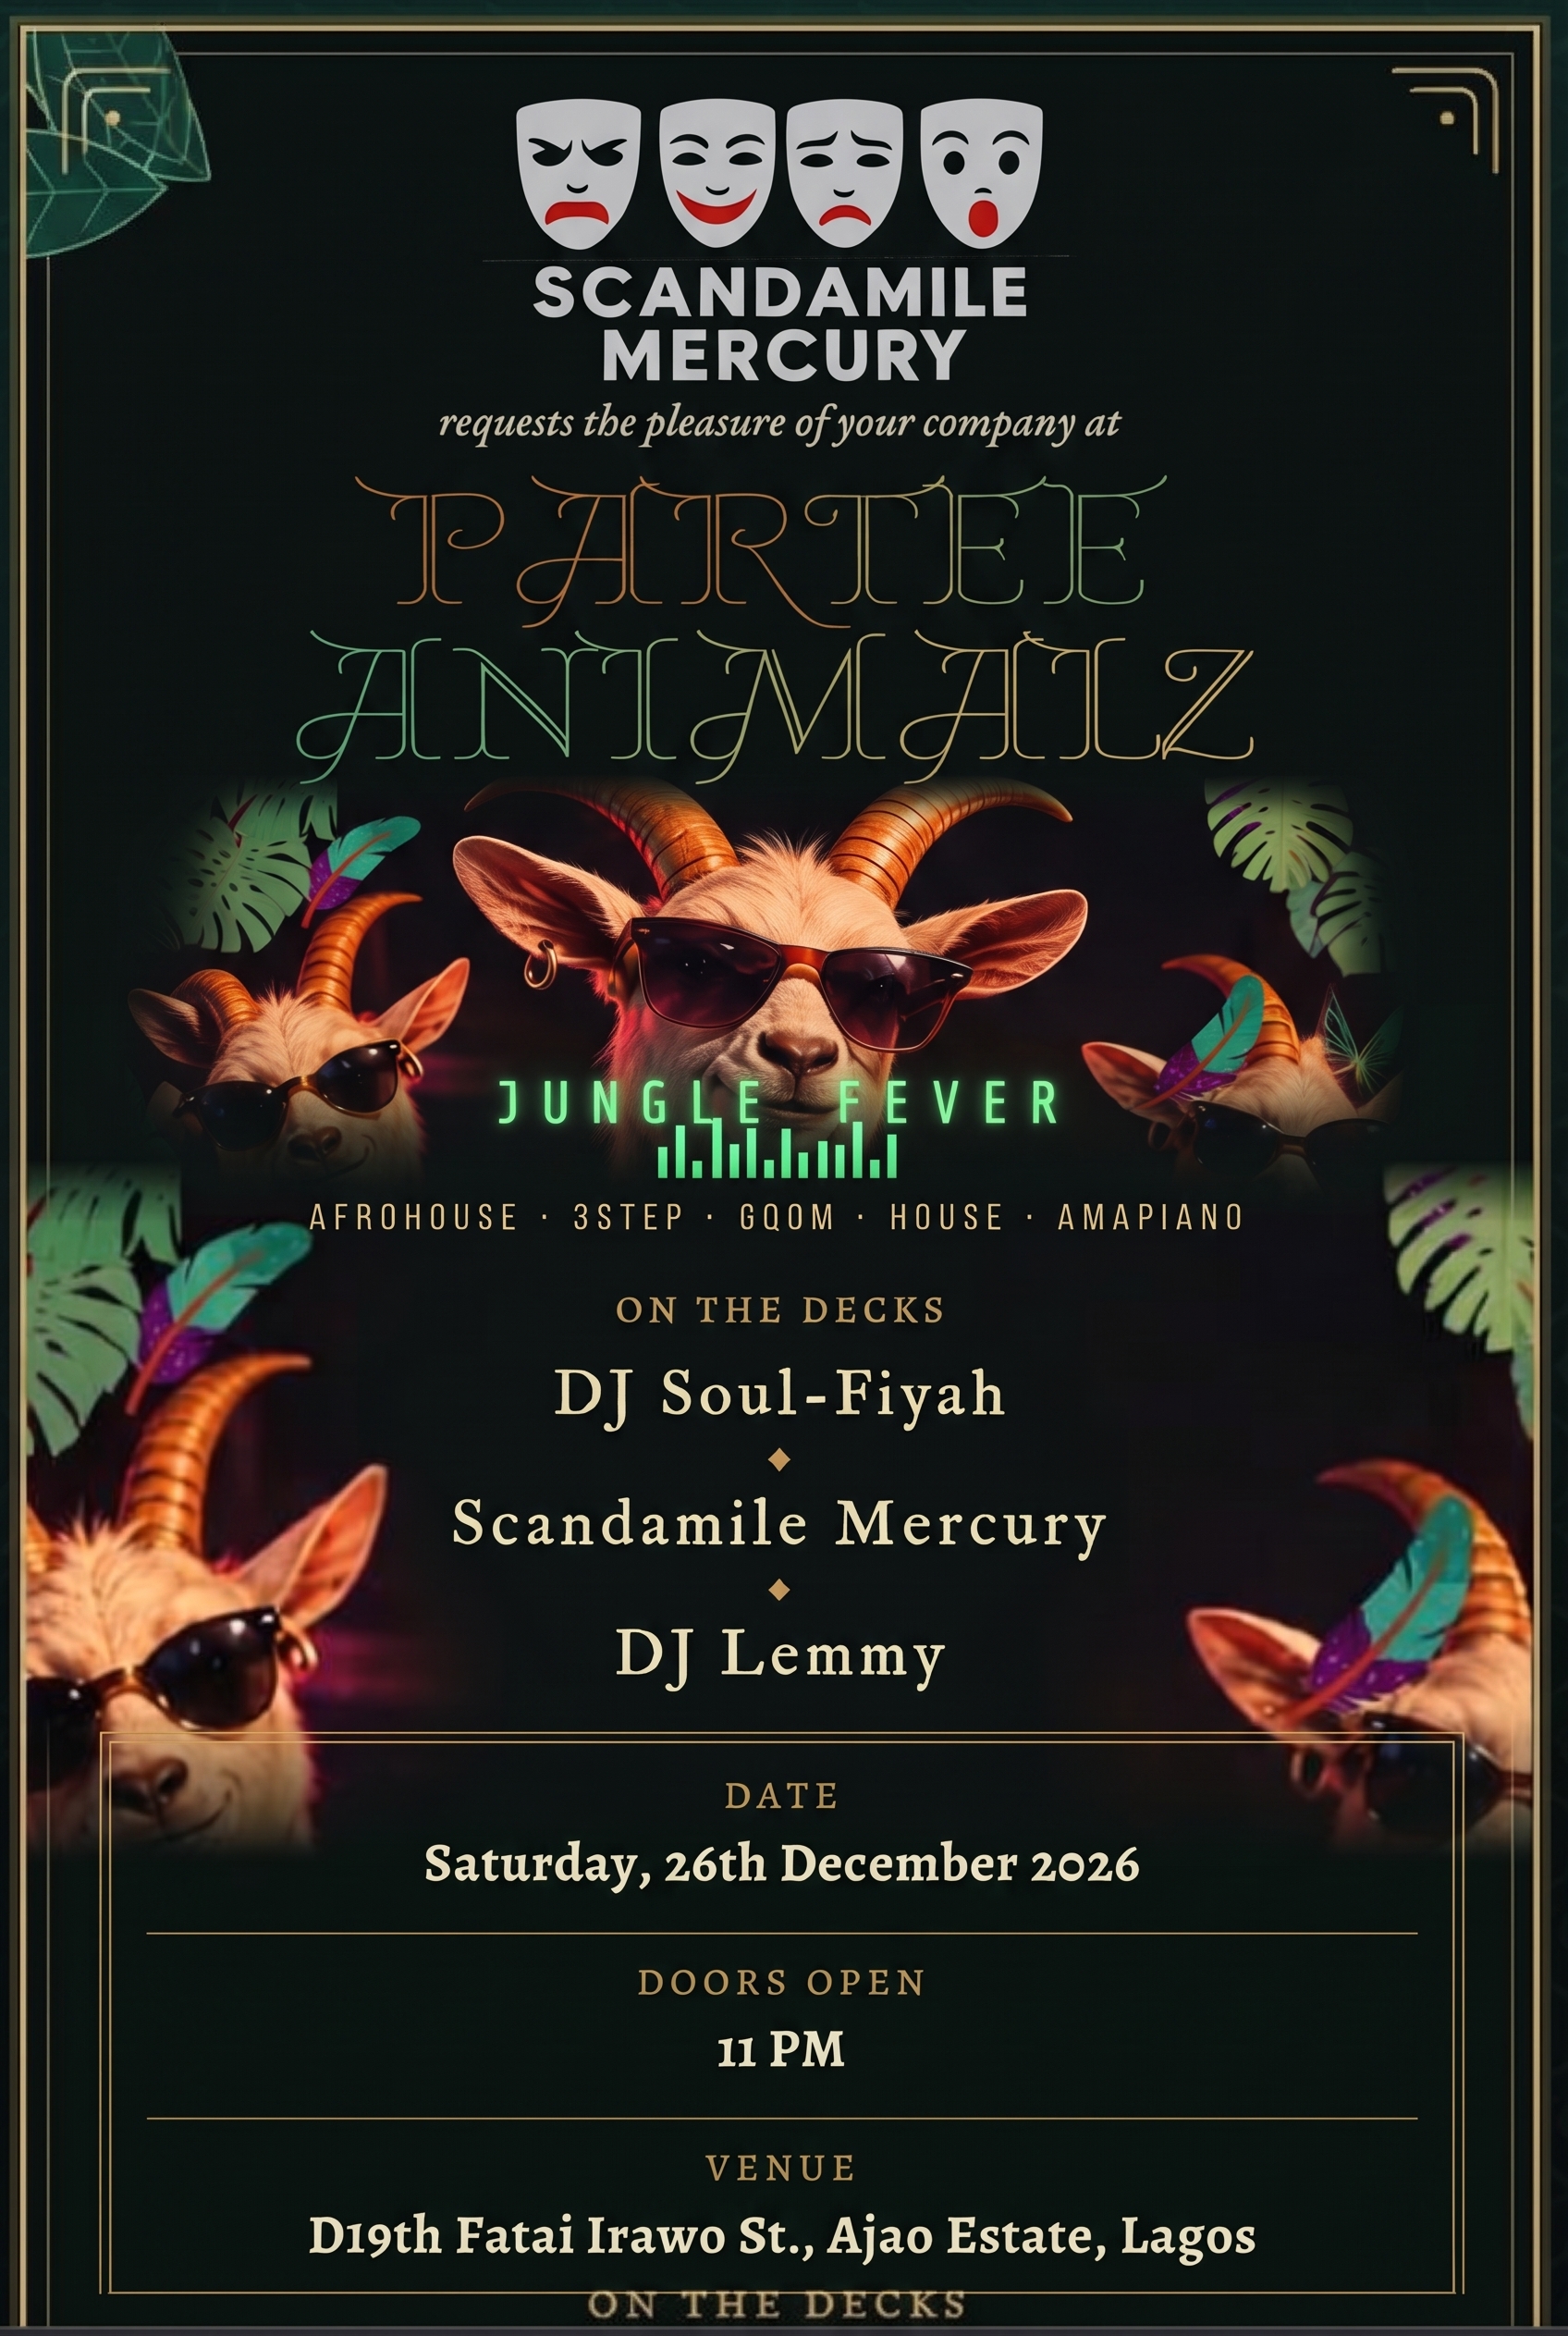 SCANDAMILE
MERCURY
requests the pleasure of your company at
PARTEE
ANIMALZ
JUNGLE FEVER
AFROHOUSE · 3STEP · GQOM · HOUSE · AMAPIANO
ON THE DECKS
DJ Soul-Fiyah
Scandamile Mercury
DJ Lemmy
DATE
Saturday, 26th December 2026
DOORS OPEN
11 PM
VENUE
D19th Fatai Irawo St., Ajao Estate, Lagos
ON THE DECKS